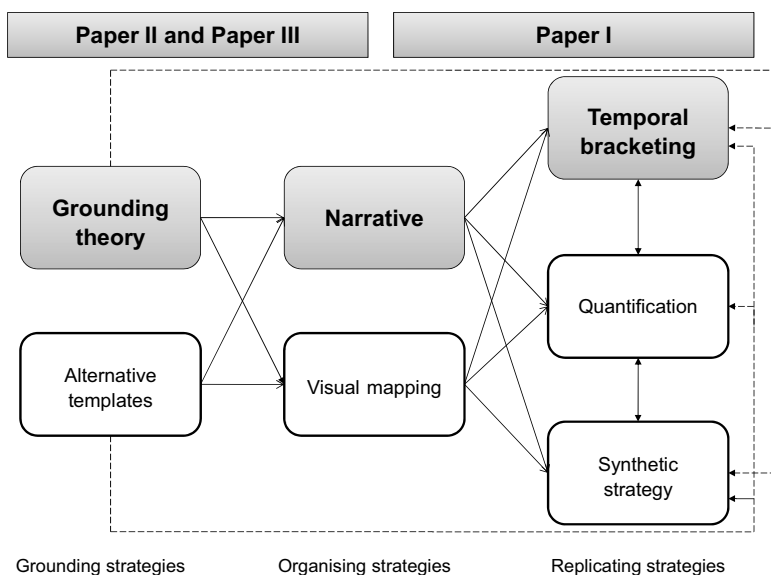 Paper II and Paper III
Paper I
Temporal
bracketing
Grounding
theory
Narrative
Quantification
Alternative
templates
Visual mapping
Synthetic
strategy
Grounding strategies
Organising strategies
Replicating strategies